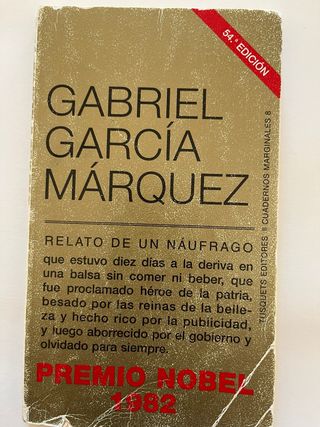 54.ª EDICIÓN
GABRIEL
GARCÍA
MÁRQUEZ
RELATO DE UN NÁUFRAGO
que estuvo diez días a la deriva en
una balsa sin comer ni beber, que
fue proclamado héroe de la patria,
besado por las reinas de la belle-
za y hecho rico por la publicidad,
y luego aborrecido por el gobierno y
olvidado para siempre.
PREMIO NOBEL
1982
TUSQUETS EDITORES CUADERNOS MARGINALES 8